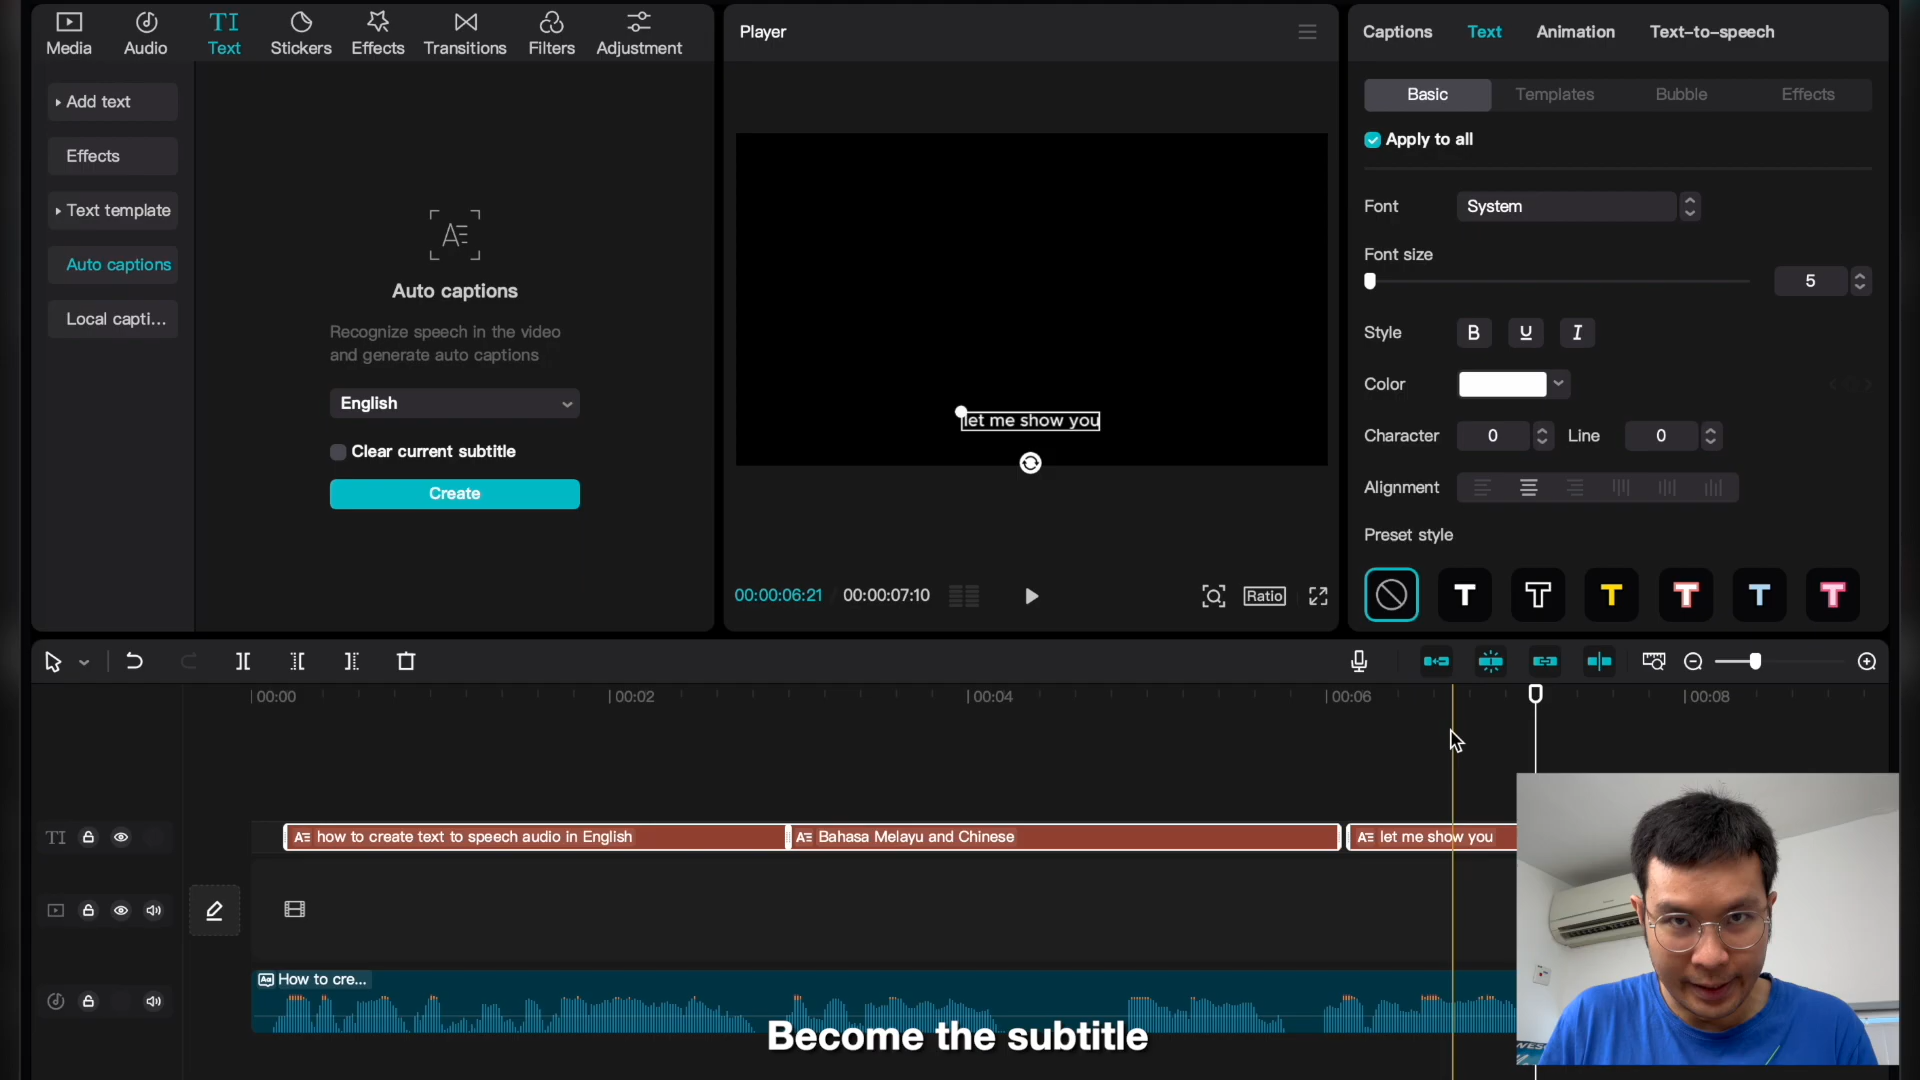 Media
Audio
TI Text
Stickers
Effects
Transitions
Filters
Adjustment
Player
Captions
Text
Animation
Text-to-speech
Add text
Effects
Text template
Auto captions
Local capti...
Auto captions
Recognize speech in the video
and generate auto captions
English
Clear current subtitle
Create
let me show you
00:00:06:21
00:00:07:10
Ratio
Basic
Templates
Bubble
Effects
Apply to all
Font
System
Font size
5
Style
B U I
Color
Character
0
Line
0
Alignment
Preset style
T T T T T T
00:00
00:02
00:04
00:06
00:08
TI
how to create text to speech audio in English
Bahasa Melayu and Chinese
let me show you
How to cre...
Become the subtitle